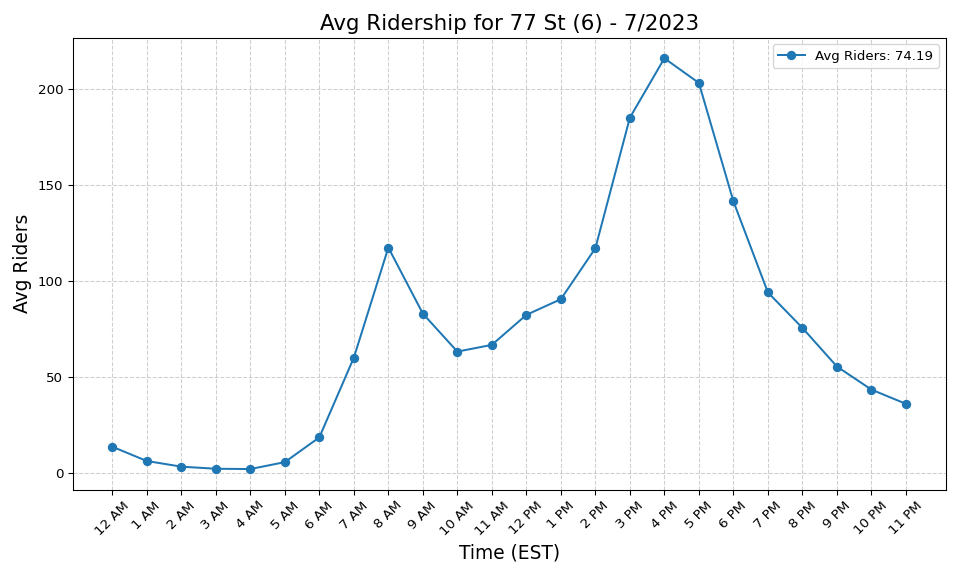 Avg Ridership for 77 St (6) - 7/2023
Avg Riders: 74.19
Avg Riders
200
150
100
50
0
12 AM
1 AM
2 AM
3 AM
4 AM
5 AM
6 AM
7 AM
8 AM
9 AM
10 AM
11 AM
12 PM
1 PM
2 PM
3 PM
4 PM
5 PM
6 PM
7 PM
8 PM
9 PM
10 PM
11 PM
Time (EST)